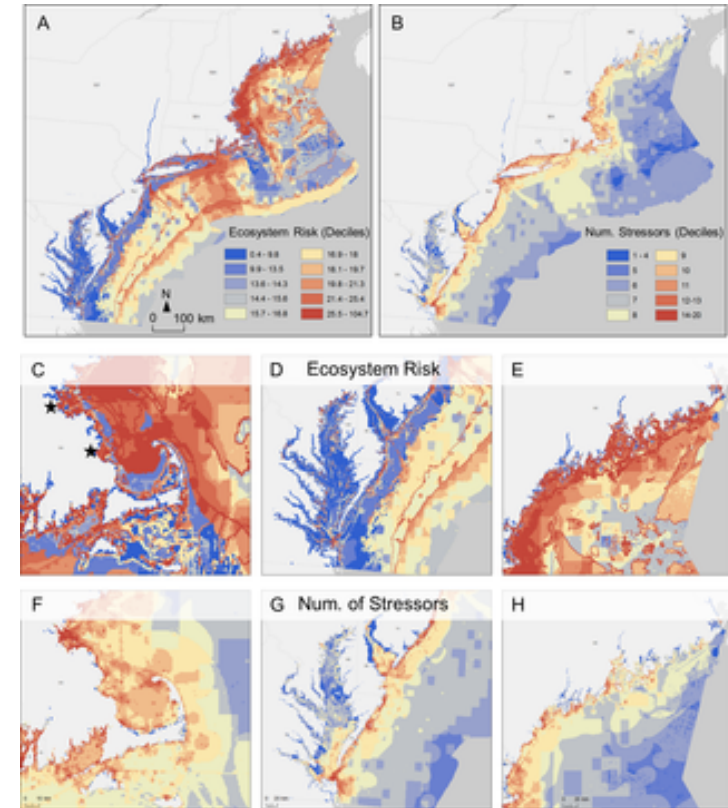 A
B
Ecosystem Risk (Deciles)
0.4 - 9.8
9.9 - 13.5
13.6 - 14.3
14.4 - 15.6
15.7 - 16.8
16.9 - 18
18.1 - 19.7
19.8 - 21.3
21.4 - 25.4
25.5 - 104.7
N
0 100 km
Num. Stressors (Deciles)
1 - 4
5
6
7
8
9
10
11
12-13
14-20
C
D Ecosystem Risk
E
F
G Num. of Stressors
H